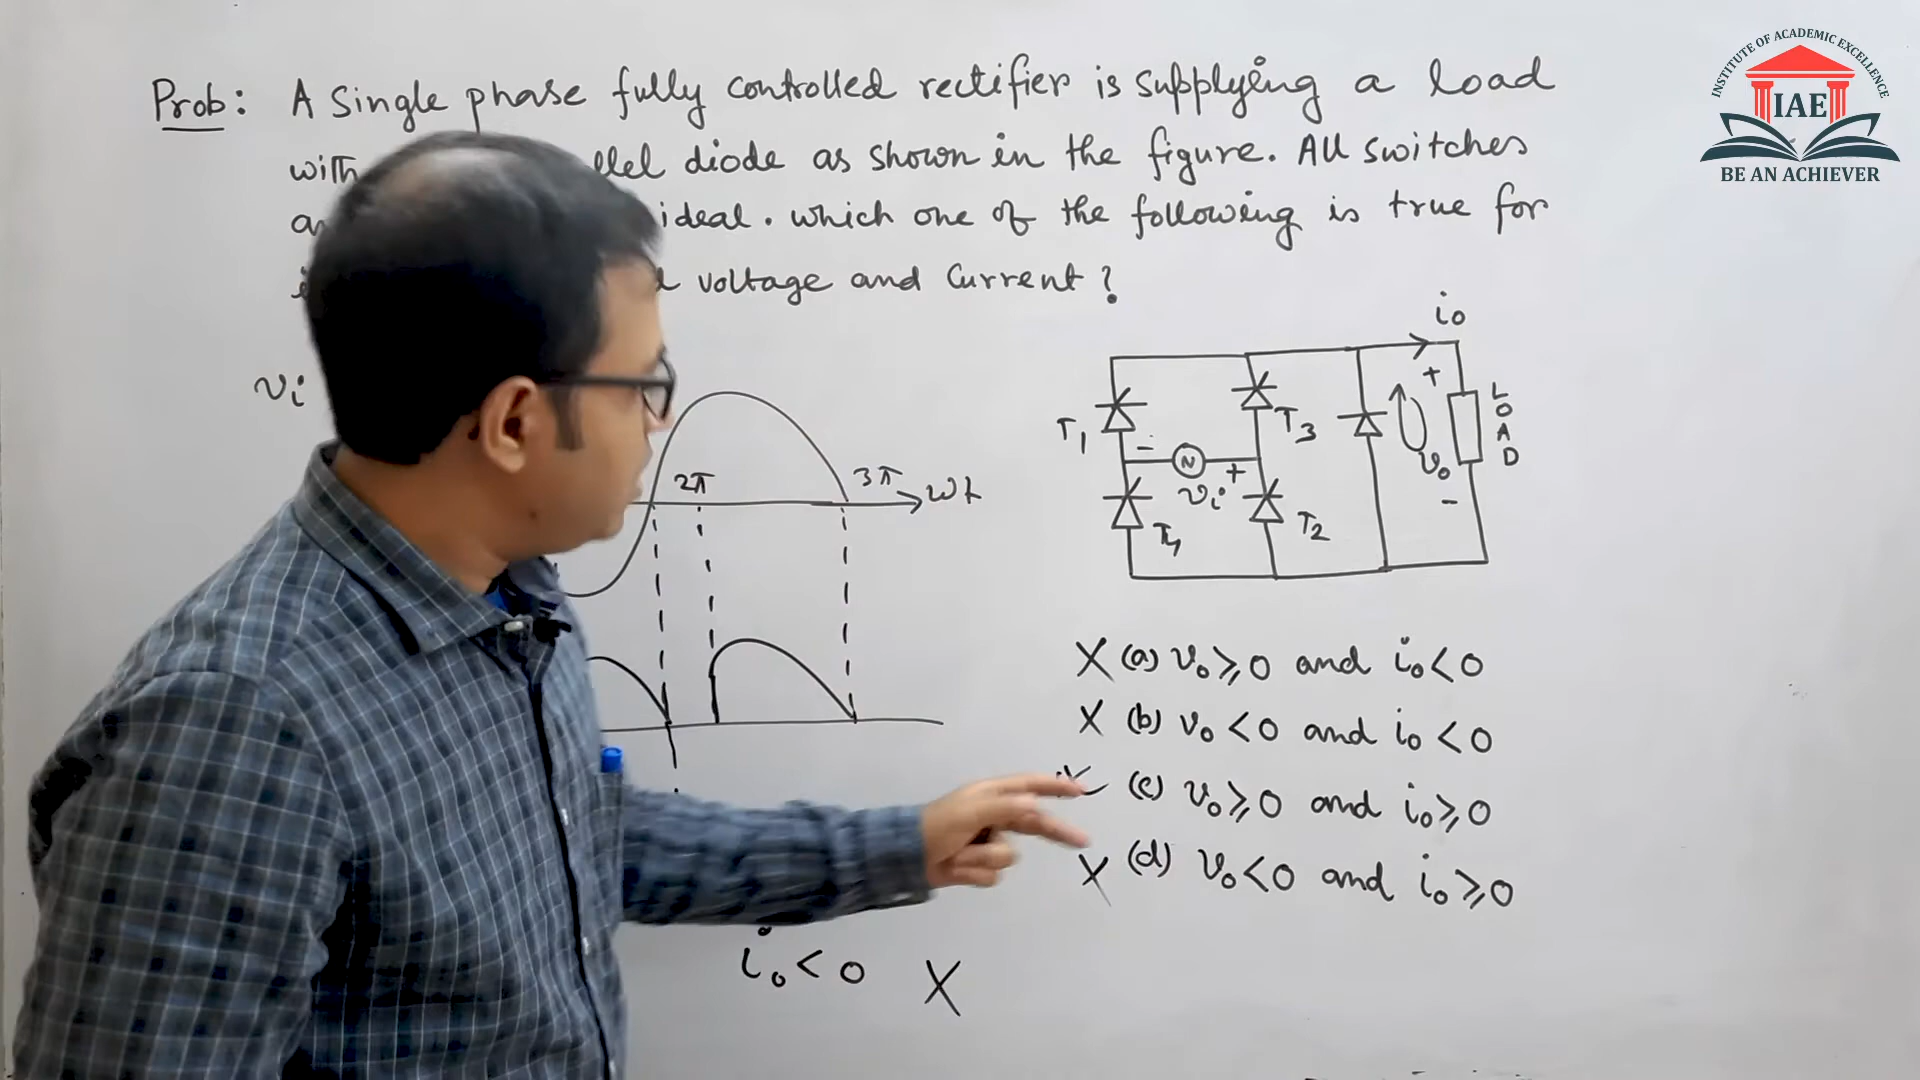 Prob: A Single phase fully controlled rectifier is supplying a load
with diode as shown in the figure. All switches
ideal. which one of the following is true for
voltage and Current?
INSTITUTE OF ACADEMIC EXCELLENCE
IAE
BE AN ACHIEVER
vi
2π
3π
ωt
io
+
T1
T3
-
+
vi
vo
-
T4
T2
LOAD
X (a) vo ≥ 0 and io < 0
X (b) vo < 0 and io < 0
(c) vo ≥ 0 and io ≥ 0
X (d) vo < 0 and io ≥ 0
io < 0 X